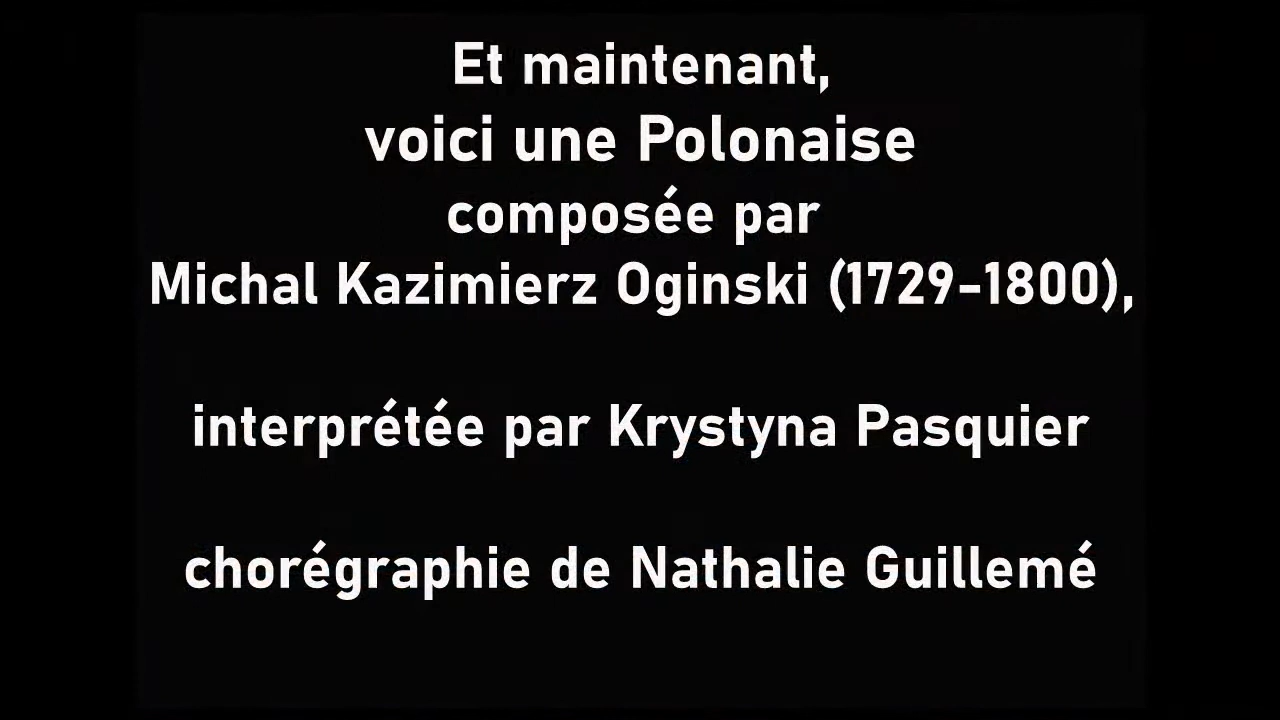 Et maintenant,
voici une Polonaise
composée par
Michal Kazimierz Oginski (1729-1800),
interprétée par Krystyna Pasquier
chorégraphie de Nathalie Guillemé